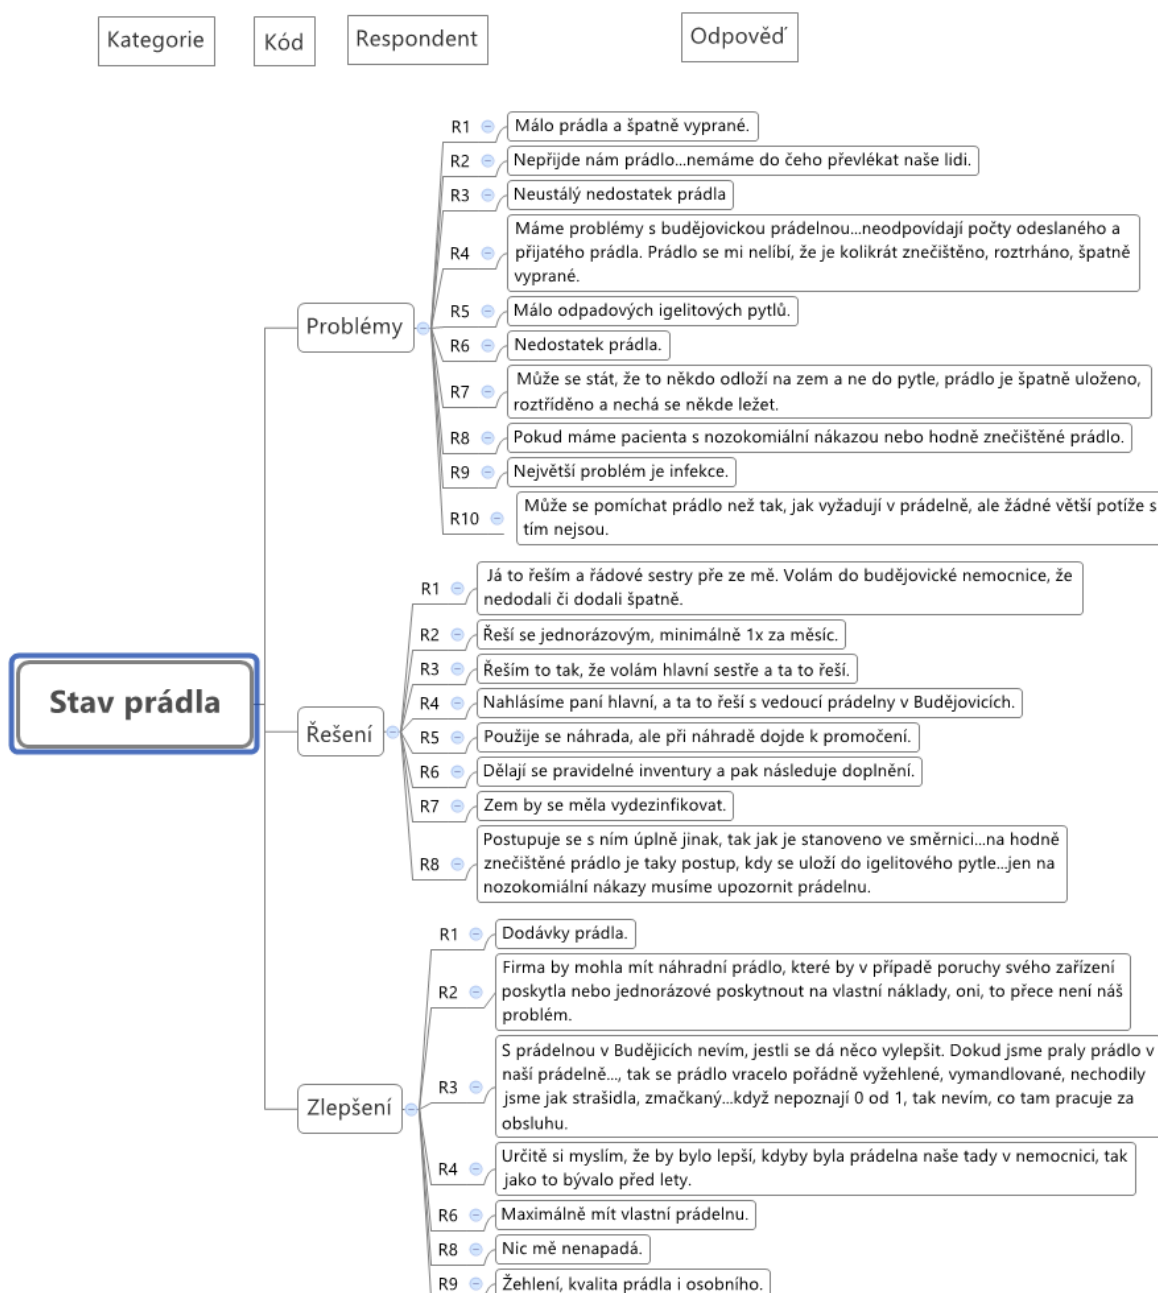 Kategorie
Kód
Respondent
Odpověď
Stav prádla
Problémy
R1
Málo prádla a špatně vyprané.
R2
Nepřijde nám prádlo...nemáme do čeho převlékat naše lidi.
R3
Neustálý nedostatek prádla
R4
Máme problémy s budějovickou prádelnou...neodpovídají počty odeslaného a
přijatého prádla. Prádlo se mi nelíbí, že je kolikrát znečištěno, roztrháno, špatně
vyprané.
R5
Málo odpadových igelitových pytlů.
R6
Nedostatek prádla.
R7
Může se stát, že to někdo odloží na zem a ne do pytle, prádlo je špatně uloženo,
roztříděno a nechá se někde ležet.
R8
Pokud máme pacienta s nozokomiální nákazou nebo hodně znečištěné prádlo.
R9
Největší problém je infekce.
R10
Může se pomíchat prádlo než tak, jak vyžadují v prádelně, ale žádné větší potíže s
tím nejsou.
Řešení
R1
Já to řeším a řádové sestry pře ze mě. Volám do budějovické nemocnice, že
nedodali či dodali špatně.
R2
Řeší se jednorázovým, minimálně 1x za měsíc.
R3
Řeším to tak, že volám hlavní sestře a ta to řeší.
R4
Nahlásíme paní hlavní, a ta to řeší s vedoucí prádelny v Budějovicích.
R5
Použije se náhrada, ale při náhradě dojde k promočení.
R6
Dělají se pravidelné inventury a pak následuje doplnění.
R7
Zem by se měla vydezinfikovat.
R8
Postupuje se s ním úplně jinak, tak jak je stanoveno ve směrnici...na hodně
znečištěné prádlo je taky postup, kdy se uloží do igelitového pytle...jen na
nozokomiální nákazy musíme upozornit prádelnu.
Zlepšení
R1
Dodávky prádla.
R2
Firma by mohla mít náhradní prádlo, které by v případě poruchy svého zařízení
poskytla nebo jednorázové poskytnout na vlastní náklady, oni, to přece není náš
problém.
R3
S prádelnou v Budějicích nevím, jestli se dá něco vylepšit. Dokud jsme praly prádlo v
naší prádelně..., tak se prádlo vracelo pořádně vyžehlené, vymandlované, nechodily
jsme jak strašidla, zmačkaný...když nepoznají 0 od 1, tak nevím, co tam pracuje za
obsluhu.
R4
Určitě si myslím, že by bylo lepší, kdyby byla prádelna naše tady v nemocnici, tak
jako to bývalo před lety.
R6
Maximálně mít vlastní prádelnu.
R8
Nic mě nenapadá.
R9
Žehlení, kvalita prádla i osobního.